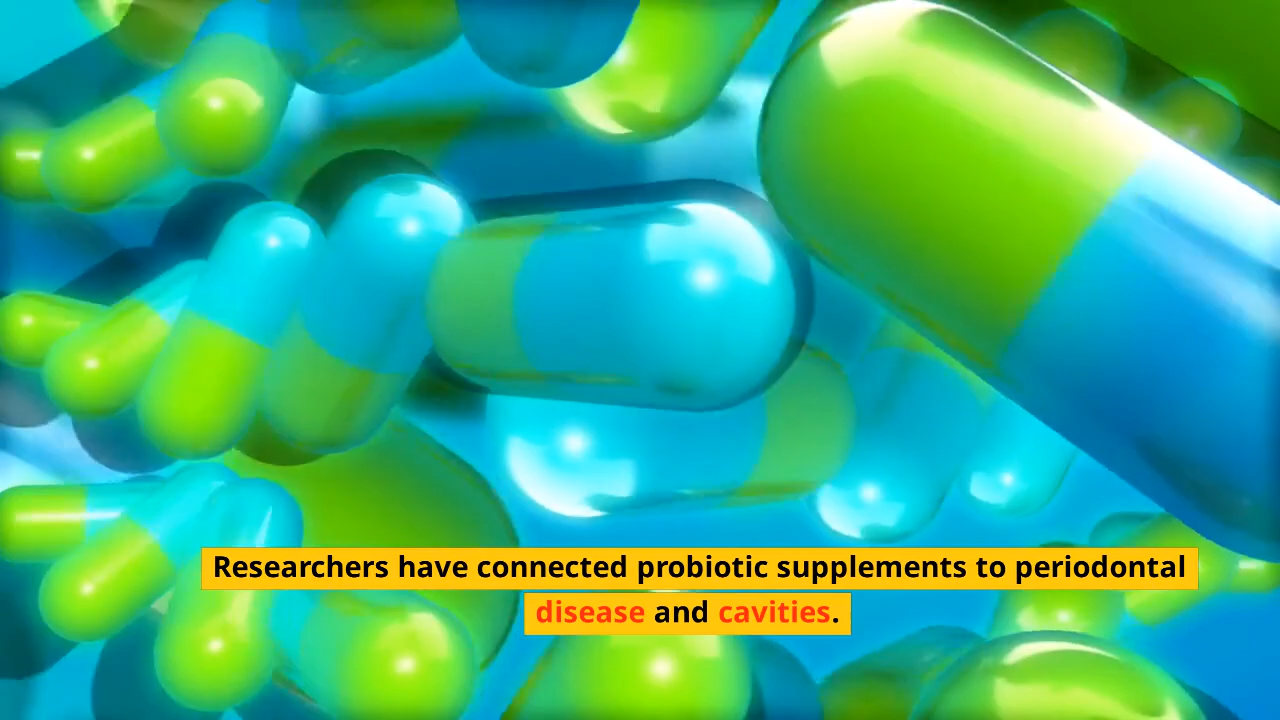 Researchers have connected probiotic supplements to periodontal
disease and cavities.